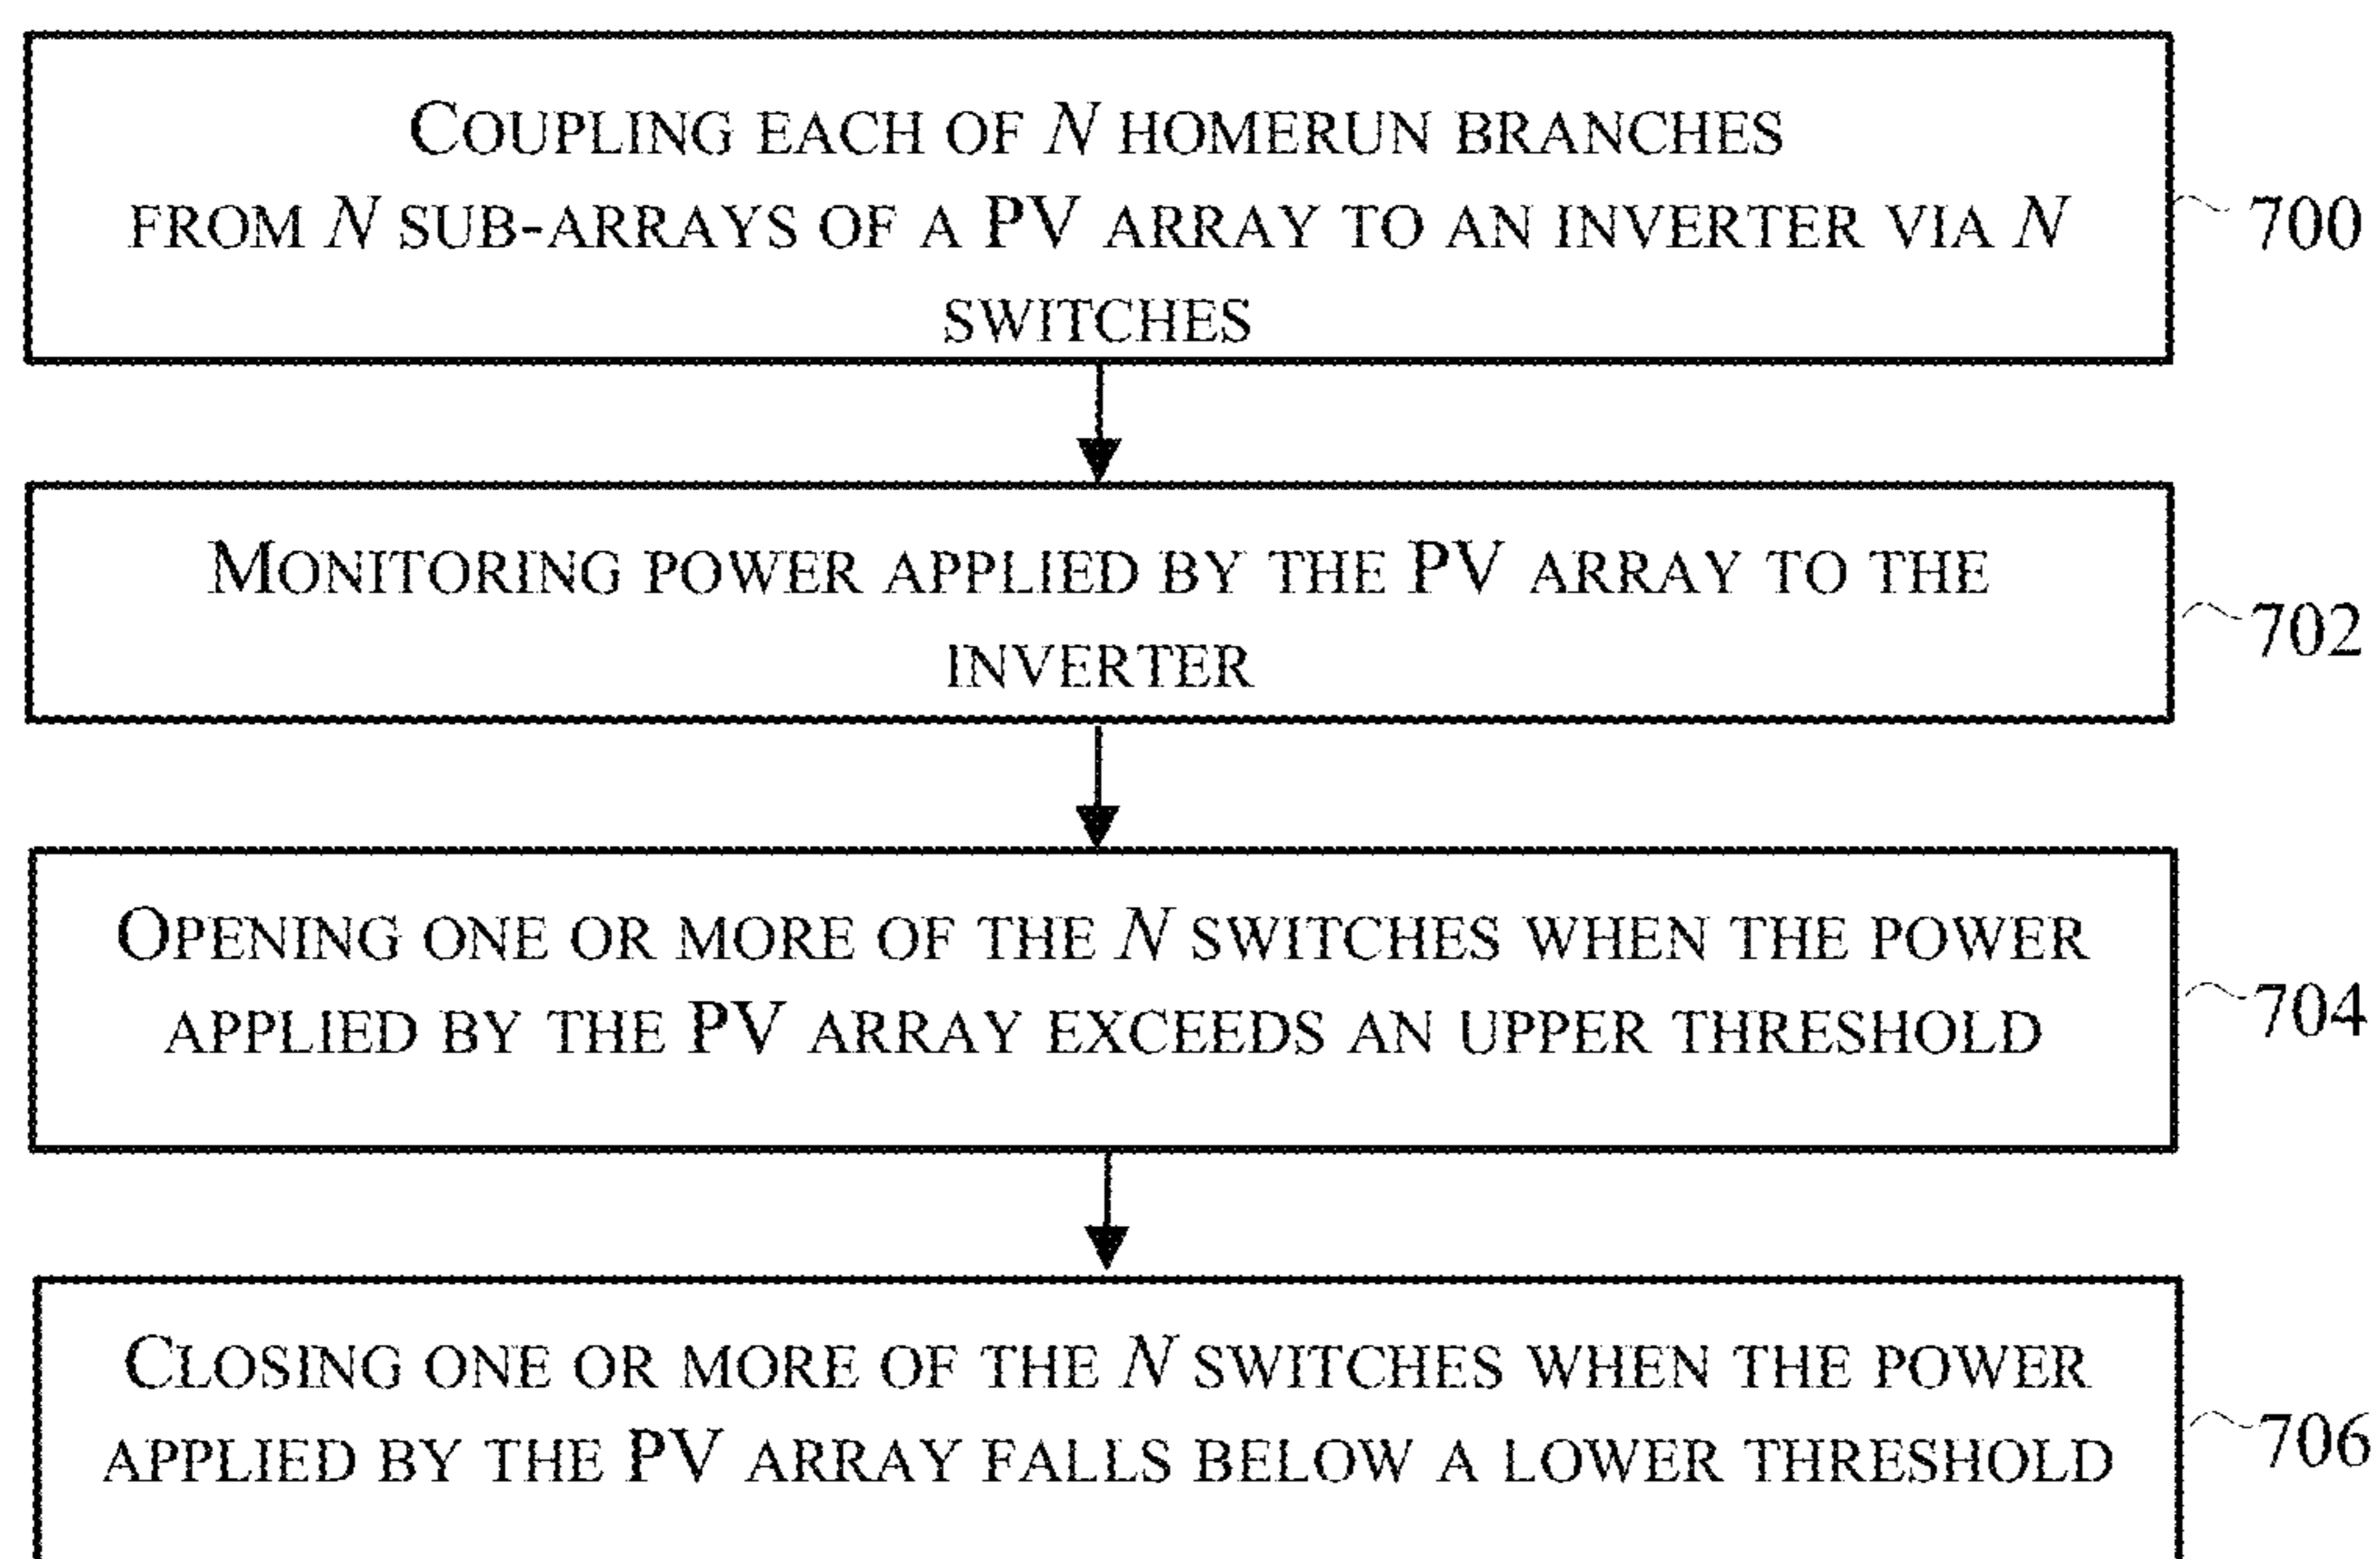 COUPLING EACH OF N HOMERUN BRANCHES
FROM N SUB-ARRAYS OF A PV ARRAY TO AN INVERTER VIA N
SWITCHES
700
MONITORING POWER APPLIED BY THE PV ARRAY TO THE
INVERTER
702
OPENING ONE OR MORE OF THE N SWITCHES WHEN THE POWER
APPLIED BY THE PV ARRAY EXCEEDS AN UPPER THRESHOLD
704
CLOSING ONE OR MORE OF THE N SWITCHES WHEN THE POWER
APPLIED BY THE PV ARRAY FALLS BELOW A LOWER THRESHOLD
706